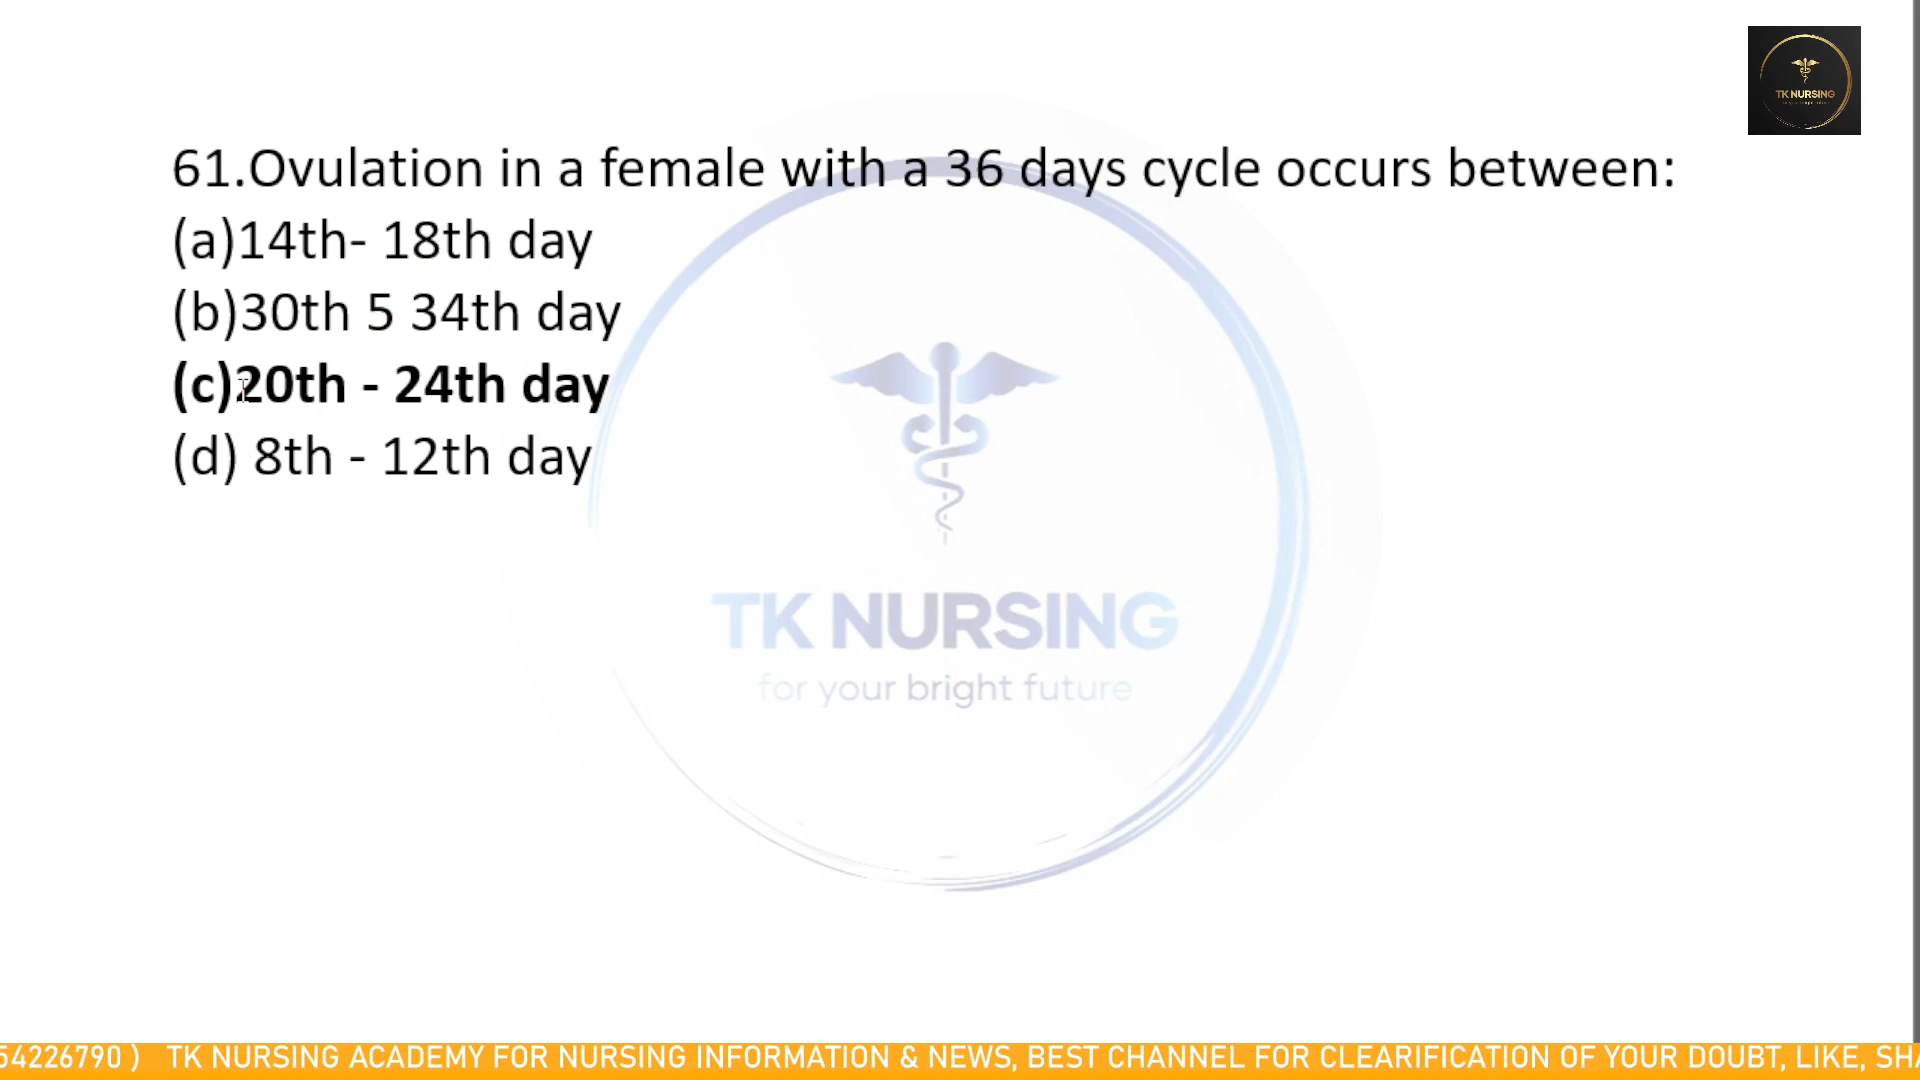 TK NURSING
61.Ovulation in a female with a 36 days cycle occurs between:
(a)14th- 18th day
(b)30th 5 34th day
(c)20th - 24th day
(d) 8th - 12th day
TK NURSING
for your bright future
54226790 )   TK NURSING ACADEMY FOR NURSING INFORMATION & NEWS, BEST CHANNEL FOR CLEARIFICATION OF YOUR DOUBT, LIKE, SHA